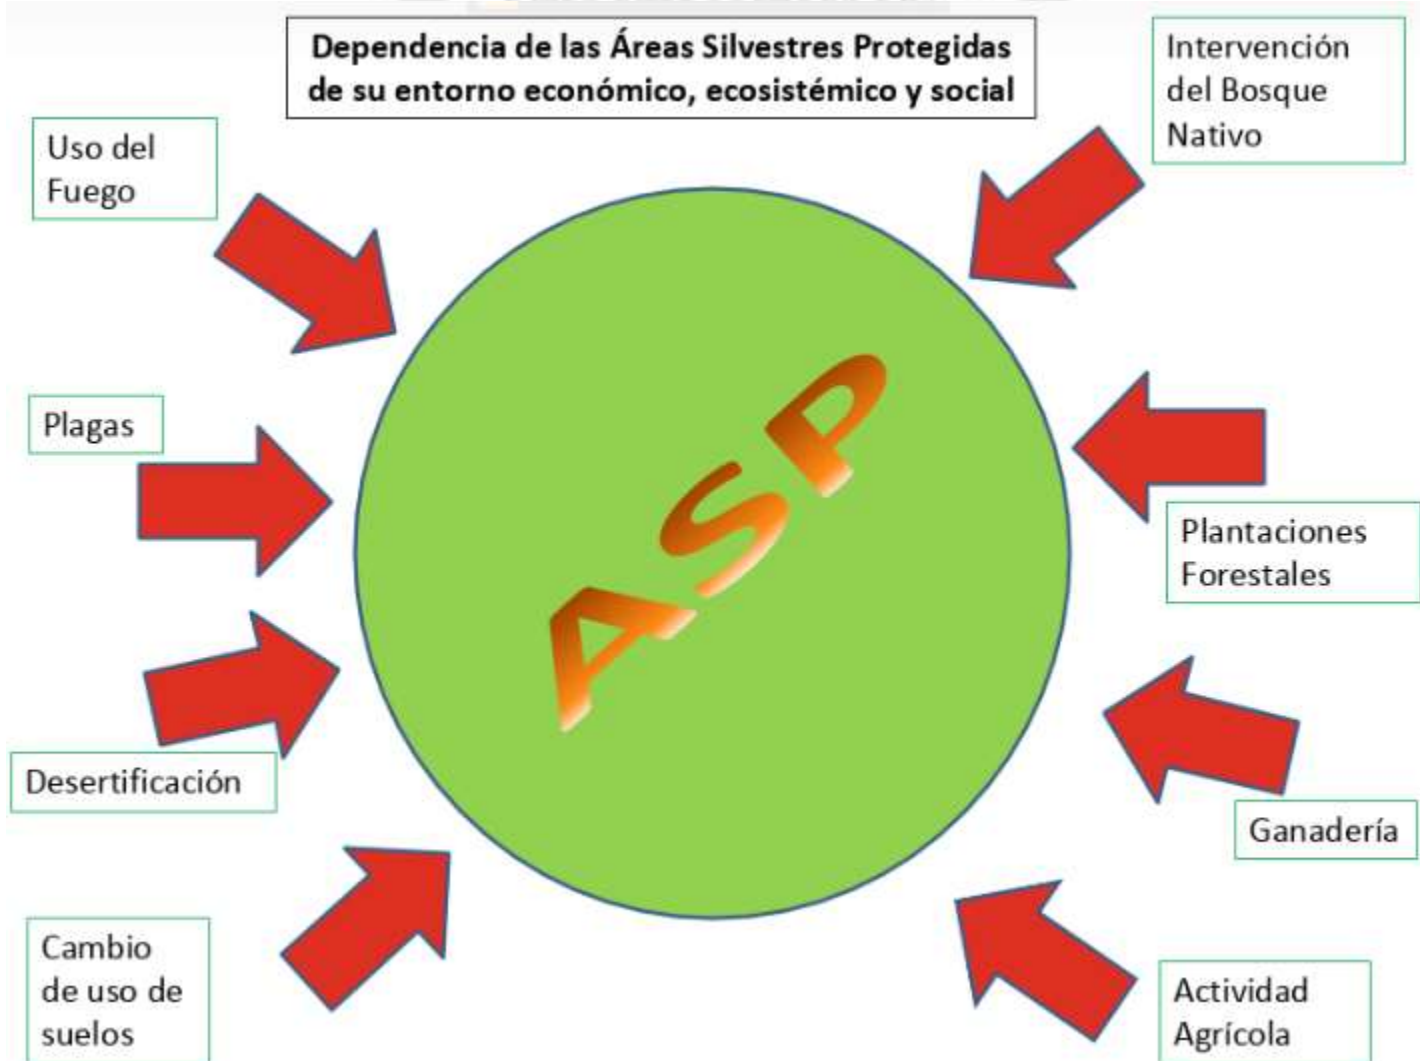 Dependencia de las Áreas Silvestres Protegidas
de su entorno económico, ecosistémico y social
Intervención
del Bosque
Nativo
Uso del
Fuego
Plagas
ASP
Plantaciones
Forestales
Desertificación
Ganadería
Cambio
de uso de
suelos
Actividad
Agrícola